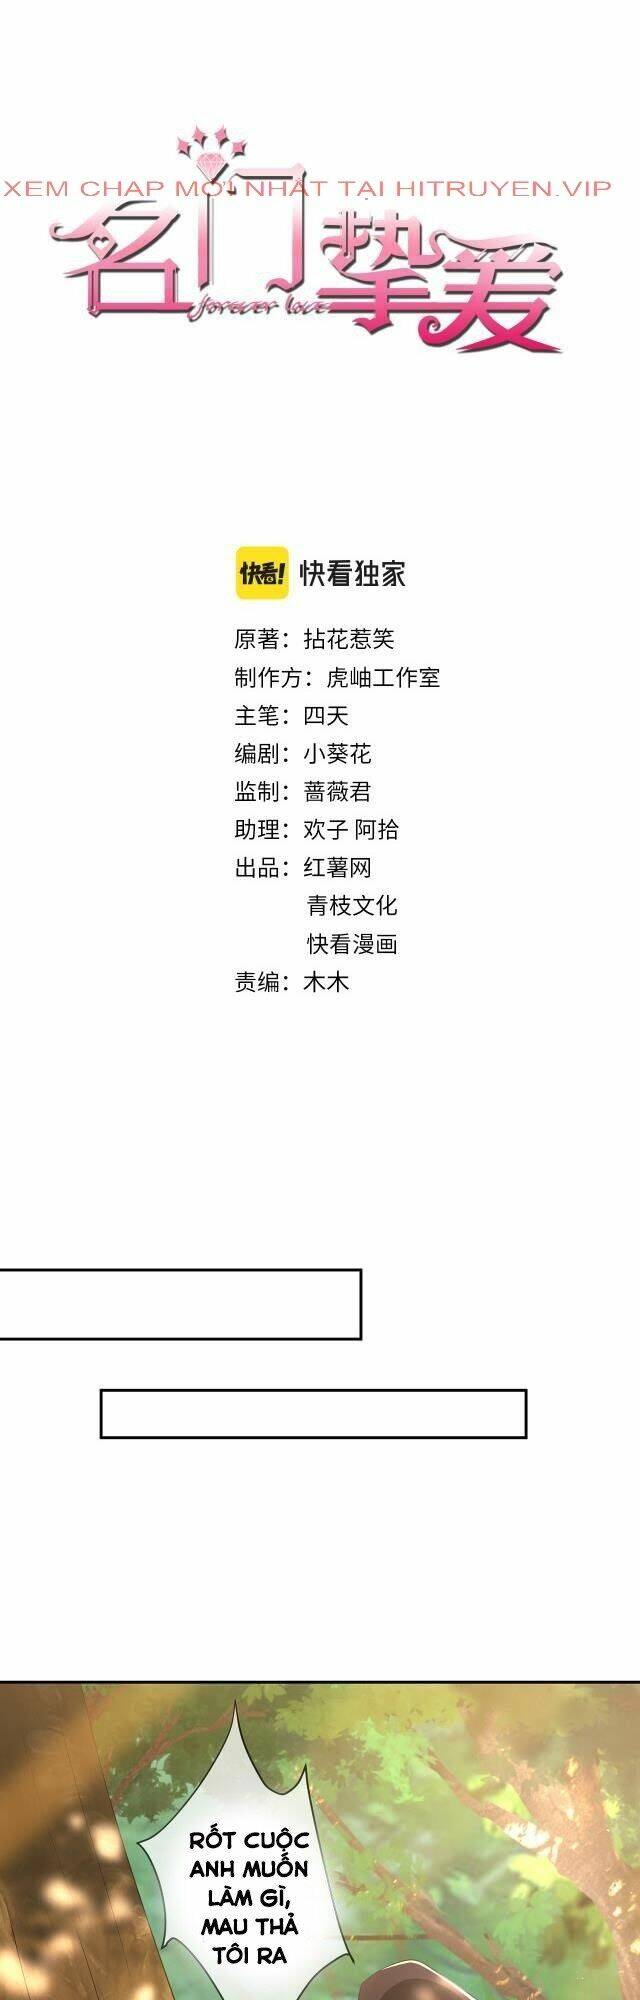 XEM CHAP MỚI NHẤT TẠI HITRUYEN.VIP
名门挚爱
forever love
快看! 快看独家
原著：拈花惹笑
制作方：虎岫工作室
主笔：四天
编剧：小葵花
监制：蔷薇君
助理：欢子 阿拾
出品：红薯网
青枝文化
快看漫画
责编：木木
RỐT CUỘC
ANH MUỐN
LÀM GÌ,
MAU THẢ
TÔI RA